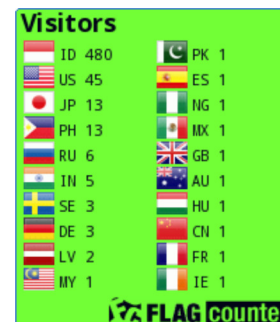 Visitors
ID 480
US 45
JP 13
PH 13
RU 6
IN 5
SE 3
DE 3
LV 2
MY 1
PK 1
ES 1
NG 1
MX 1
GB 1
AU 1
HU 1
CN 1
FR 1
IE 1
FLAG counte